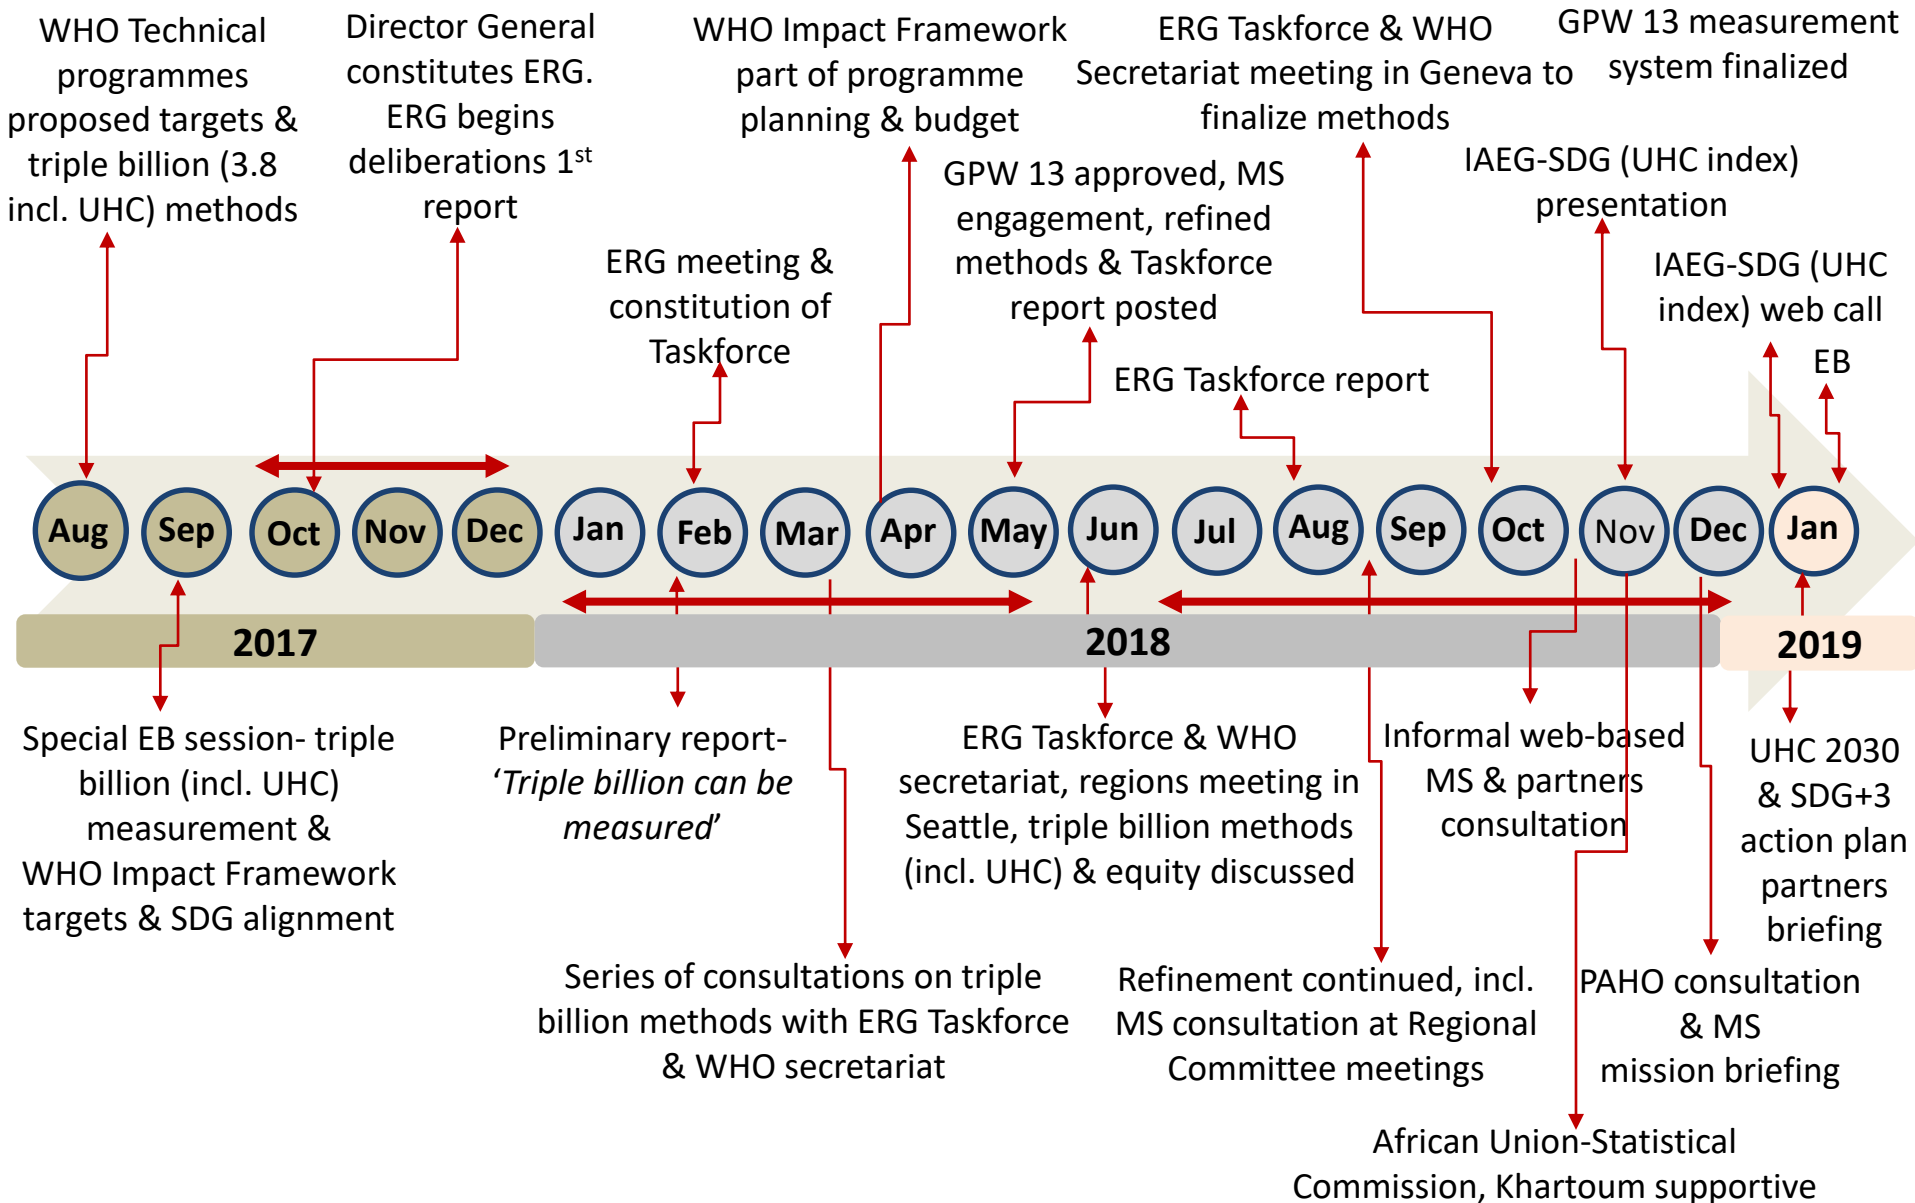 WHO Technical
programmes
proposed targets &
triple billion (3.8
incl. UHC) methods
Director General
constitutes ERG.
ERG begins
deliberations 1st
report
ERG meeting &
constitution of
Taskforce
WHO Impact Framework
part of programme
planning & budget
GPW 13 approved, MS
engagement, refined
methods & Taskforce
report posted
ERG Taskforce & WHO
Secretariat meeting in Geneva to
finalize methods
ERG Taskforce report
GPW 13 measurement
system finalized
IAEG-SDG (UHC index)
presentation
IAEG-SDG (UHC
index) web call
EB
Aug Sep Oct Nov Dec Jan Feb Mar Apr May Jun Jul Aug Sep Oct Nov Dec Jan
2017 2018 2019
Special EB session- triple
billion (incl. UHC)
measurement &
WHO Impact Framework
targets & SDG alignment
Preliminary report-
‘Triple billion can be
measured’
Series of consultations on triple
billion methods with ERG Taskforce
& WHO secretariat
ERG Taskforce & WHO
secretariat, regions meeting in
Seattle, triple billion methods
(incl. UHC) & equity discussed
Refinement continued, incl.
MS consultation at Regional
Committee meetings
Informal web-based
MS & partners
consultation
African Union-Statistical
Commission, Khartoum supportive
PAHO consultation
& MS
mission briefing
UHC 2030
& SDG+3
action plan
partners
briefing